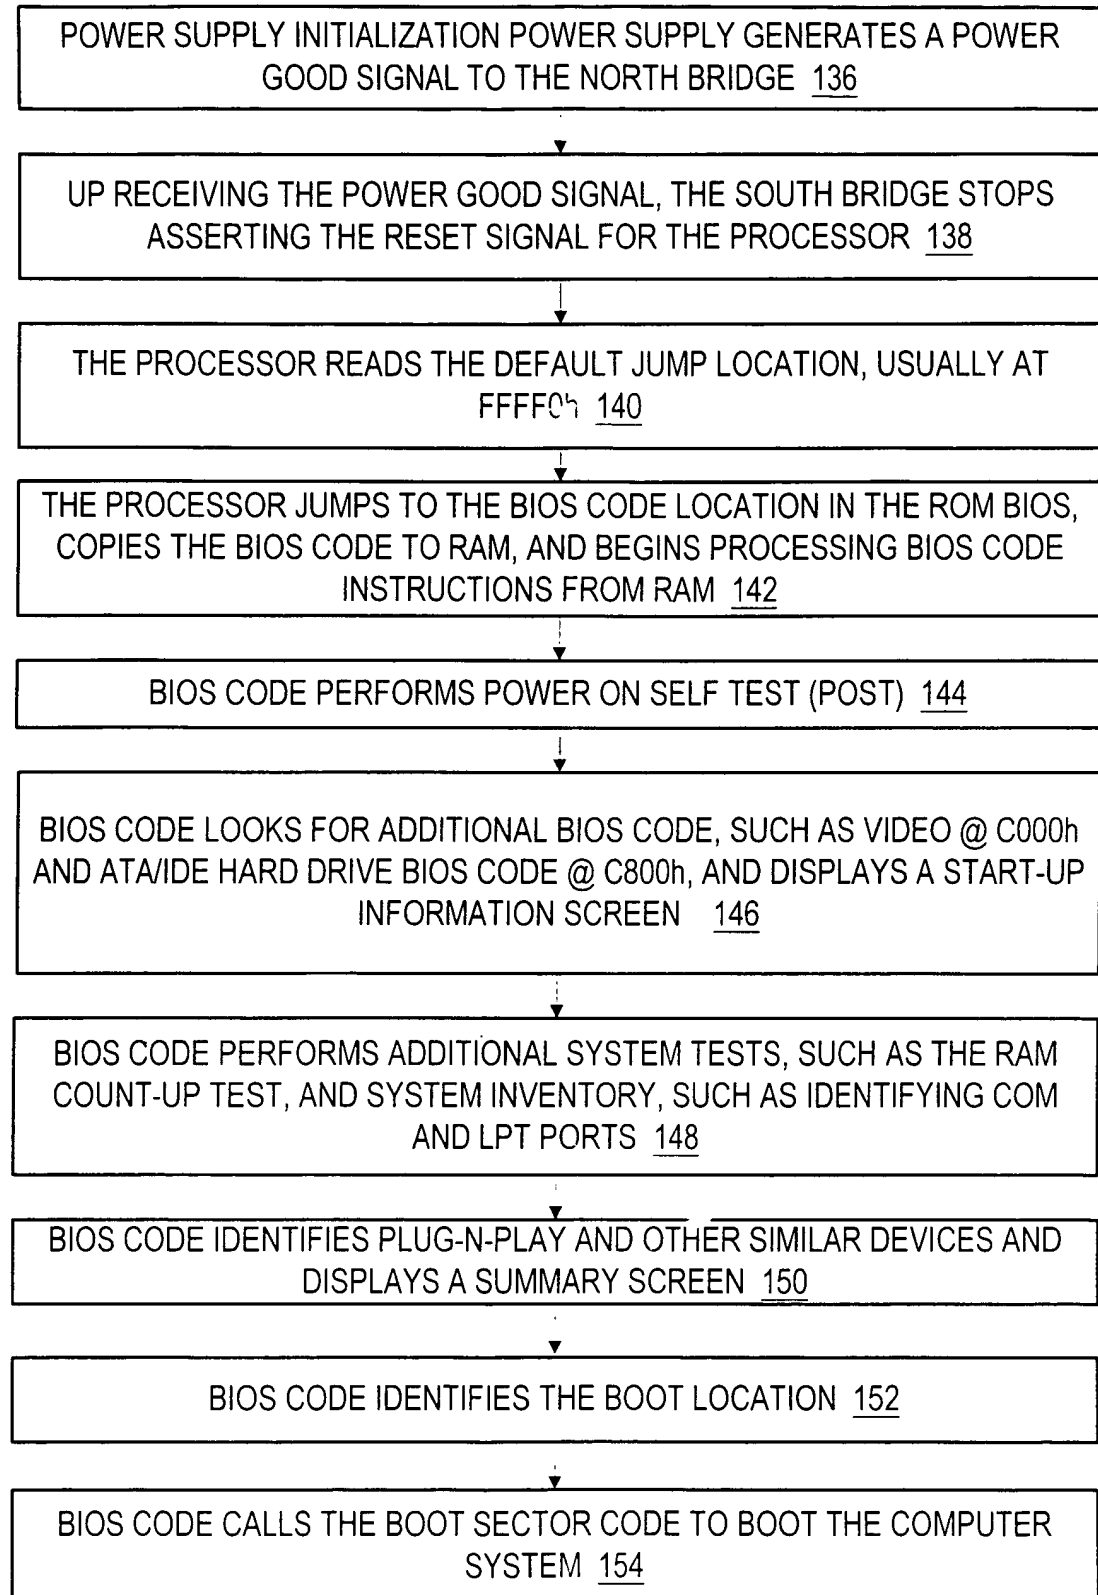 POWER SUPPLY INITIALIZATION POWER SUPPLY GENERATES A POWER
GOOD SIGNAL TO THE NORTH BRIDGE 136
UP RECEIVING THE POWER GOOD SIGNAL, THE SOUTH BRIDGE STOPS
ASSERTING THE RESET SIGNAL FOR THE PROCESSOR 138
THE PROCESSOR READS THE DEFAULT JUMP LOCATION, USUALLY AT
FFFF0h 140
THE PROCESSOR JUMPS TO THE BIOS CODE LOCATION IN THE ROM BIOS,
COPIES THE BIOS CODE TO RAM, AND BEGINS PROCESSING BIOS CODE
INSTRUCTIONS FROM RAM 142
BIOS CODE PERFORMS POWER ON SELF TEST (POST) 144
BIOS CODE LOOKS FOR ADDITIONAL BIOS CODE, SUCH AS VIDEO @ C000h
AND ATA/IDE HARD DRIVE BIOS CODE @ C800h, AND DISPLAYS A START-UP
INFORMATION SCREEN 146
BIOS CODE PERFORMS ADDITIONAL SYSTEM TESTS, SUCH AS THE RAM
COUNT-UP TEST, AND SYSTEM INVENTORY, SUCH AS IDENTIFYING COM
AND LPT PORTS 148
BIOS CODE IDENTIFIES PLUG-N-PLAY AND OTHER SIMILAR DEVICES AND
DISPLAYS A SUMMARY SCREEN 150
BIOS CODE IDENTIFIES THE BOOT LOCATION 152
BIOS CODE CALLS THE BOOT SECTOR CODE TO BOOT THE COMPUTER
SYSTEM 154